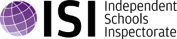 ISI Independent
Schools
Inspectorate